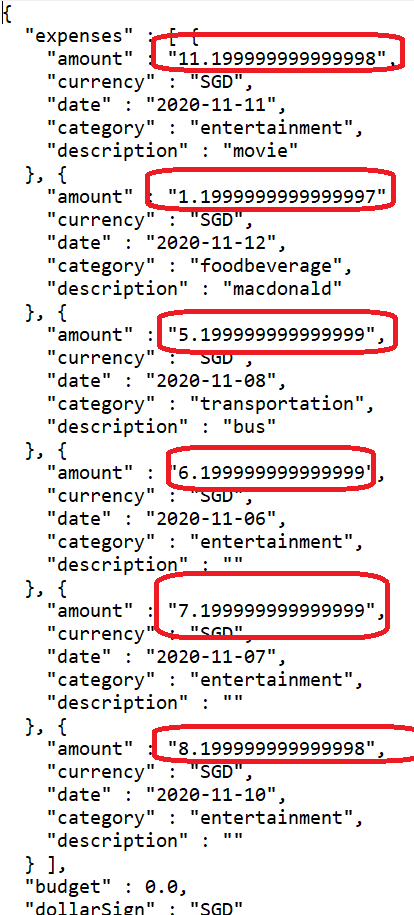 {
"expenses" : [ {
"amount" : "11.199999999999998",
"currency" : "SGD",
"date" : "2020-11-11",
"category" : "entertainment",
"description" : "movie"
}, {
"amount" : "1.1999999999999997"
"currency" : "SGD",
"date" : "2020-11-12",
"category" : "foodbeverage",
"description" : "macdonald"
}, {
"amount" : "5.199999999999999",
"currency" : "SGD",
"date" : "2020-11-08",
"category" : "transportation",
"description" : "bus"
}, {
"amount" : "6.199999999999999",
"currency" : "SGD",
"date" : "2020-11-06",
"category" : "entertainment",
"description" : ""
}, {
"amount" : "7.199999999999999",
"currency" : "SGD",
"date" : "2020-11-07",
"category" : "entertainment",
"description" : ""
}, {
"amount" : "8.199999999999998",
"currency" : "SGD",
"date" : "2020-11-10",
"category" : "entertainment",
"description" : ""
} ],
"budget" : 0.0,
"dollarSign" : "SGD"